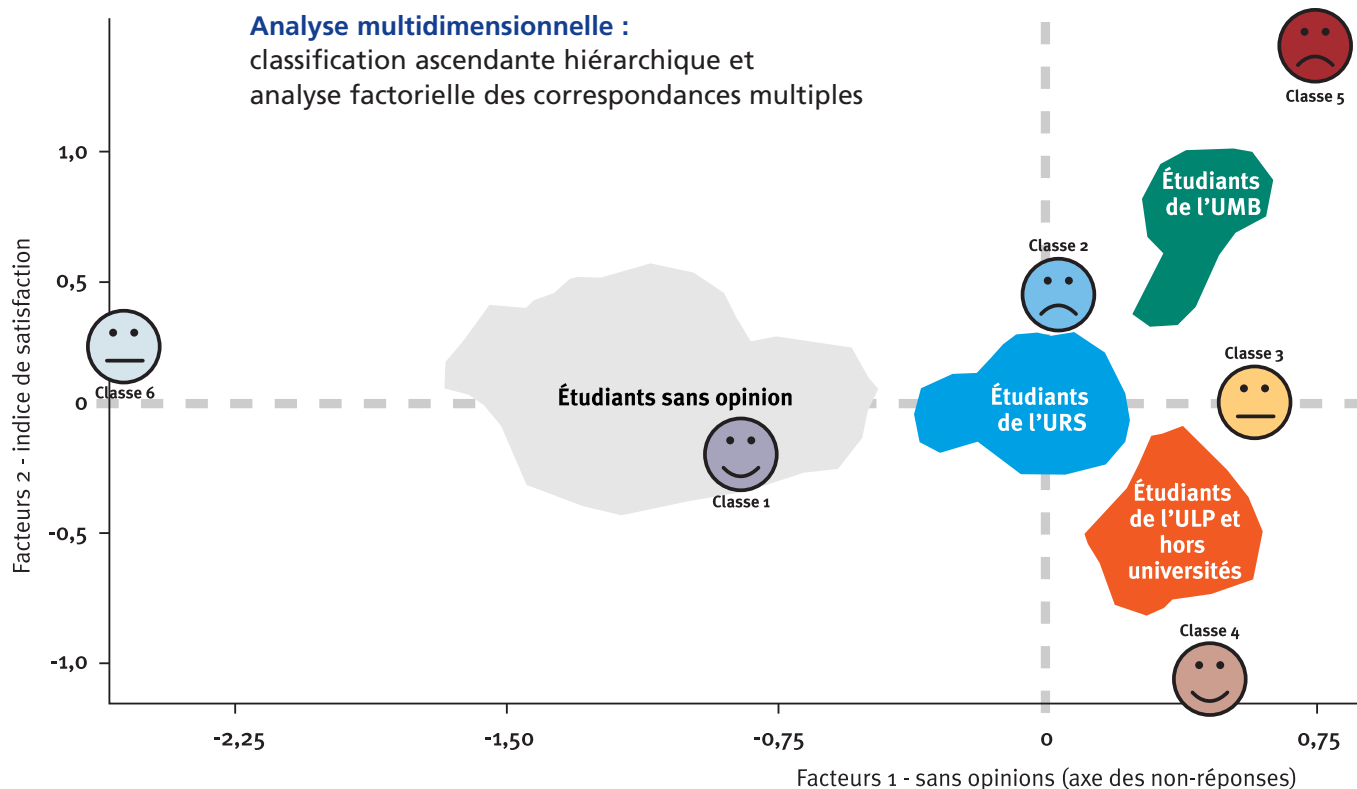 Analyse multidimensionnelle :
classification ascendante hiérarchique et
analyse factorielle des correspondances multiples
Classe 5
1,0
Étudiants
de l'UMB
Classe 2
0,5
Classe 3
Classe 6
0
Étudiants sans opinion
Étudiants
de l'URS
Classe 1
Étudiants
de l'ULP et
hors
universités
-0,5
Classe 4
-1,0
Facteurs 2 - indice de satisfaction
-2,25
-1,50
-0,75
0
0,75
Facteurs 1 - sans opinions (axe des non-réponses)